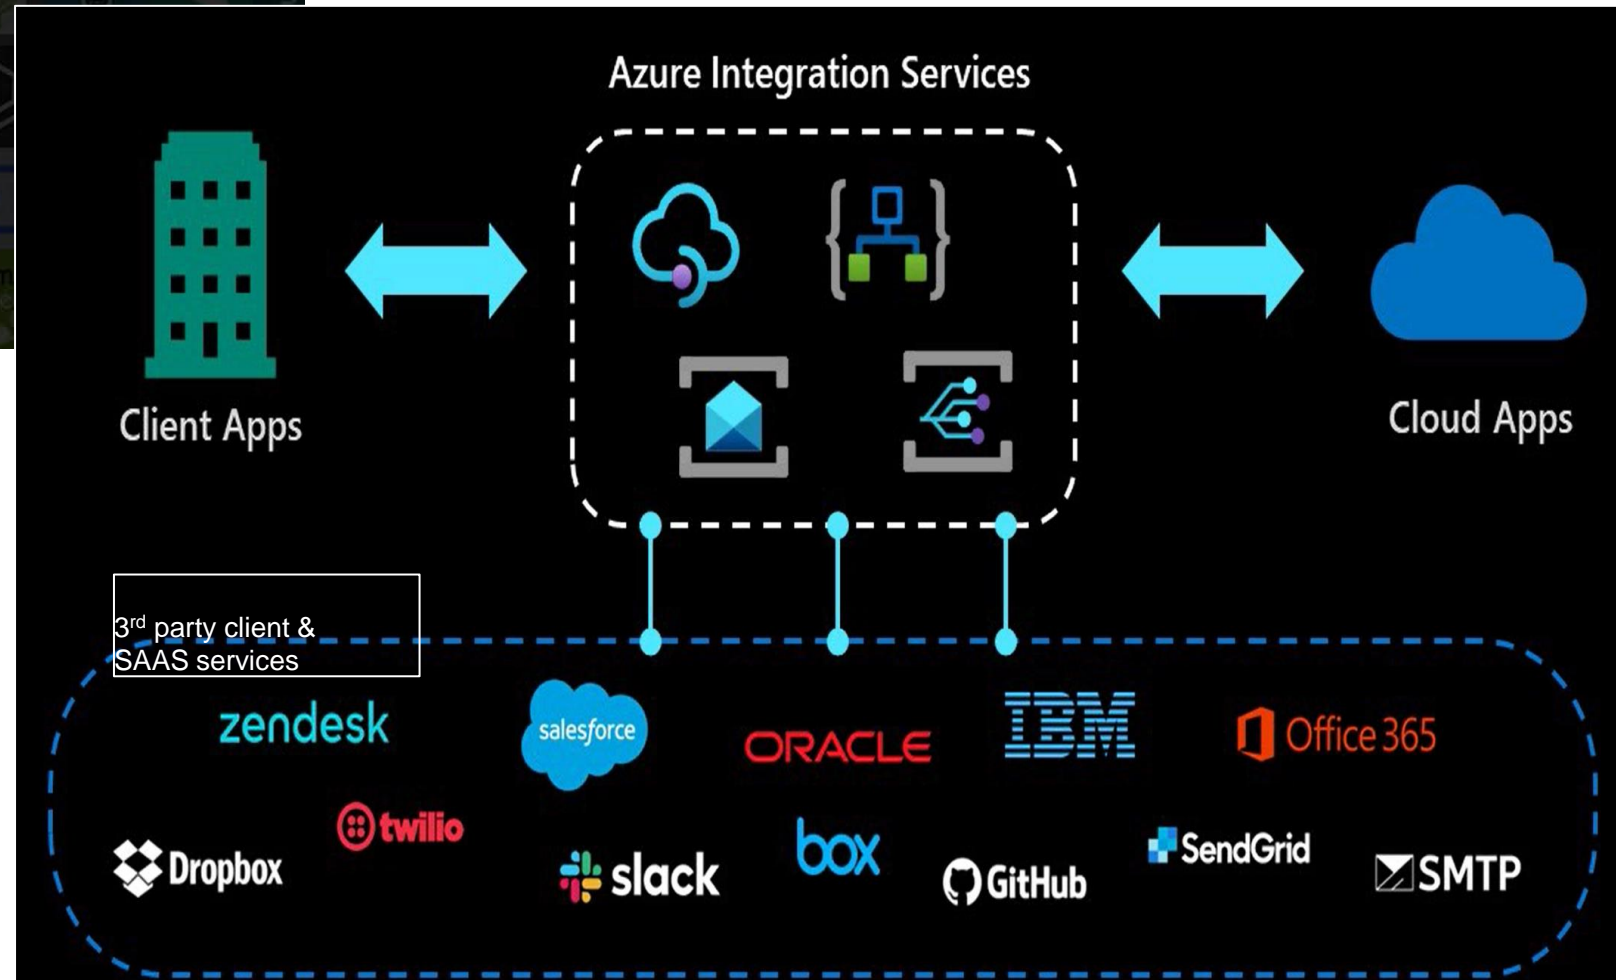 Azure Integration Services
Client Apps
Cloud Apps
3rd party client &
SAAS services
zendesk
salesforce
ORACLE
IBM
Office 365
Dropbox
twilio
slack
box
GitHub
SendGrid
SMTP